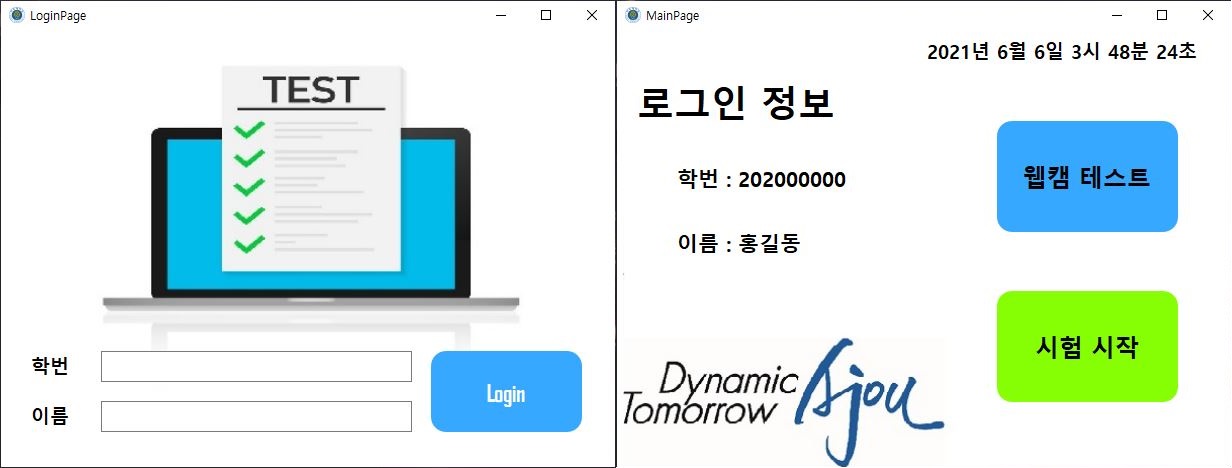 LoginPage
TEST
학번
이름
Login
MainPage
2021년 6월 6일 3시 48분 24초
로그인 정보
학번 : 202000000
이름 : 홍길동
웹캠 테스트
시험 시작
Dynamic
Tomorrow
Ajou